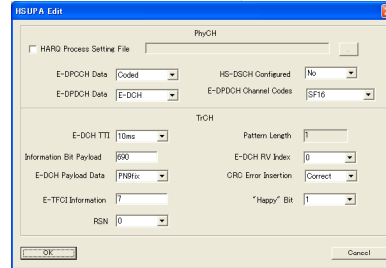 HSUPA Edit
PhyCH
HARQ Process Setting File ...
E-DPCCH Data Coded HS-DSCH Configured No
E-DPDCH Data E-DCH E-DPDCH Channel Codes SF16
TrCH
E-DCH TTI 10ms Pattern Length 1
Information Bit Payload 690 E-DCH RV Index 0
E-DCH Payload Data PN9fix CRC Error Insertion Correct
E-TFCI Information 7 "Happy" Bit 1
RSN 0
OK Cancel